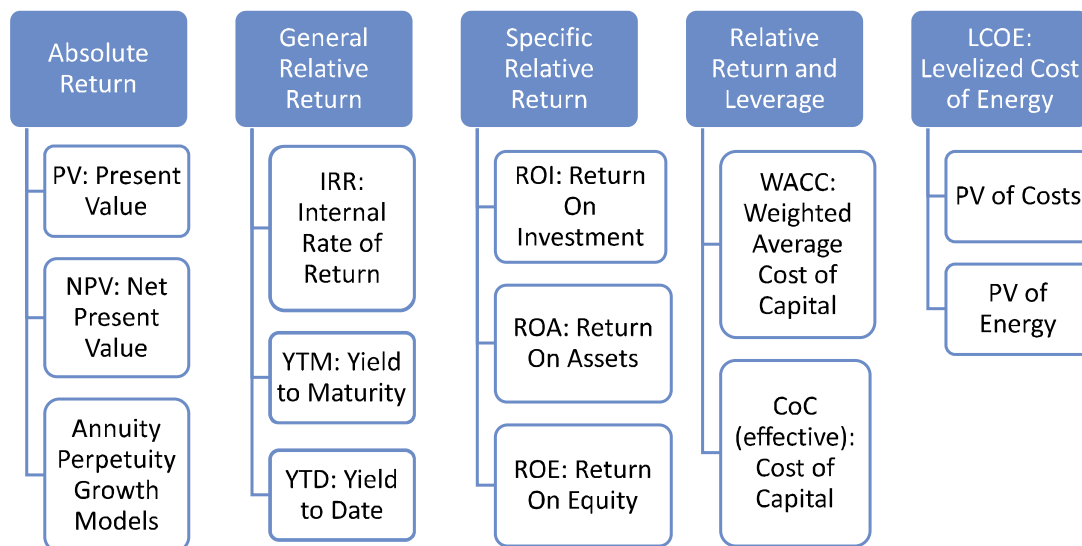 Absolute
Return
PV: Present
Value
NPV: Net
Present
Value
Annuity
Perpetuity
Growth
Models
General
Relative
Return
IRR:
Internal
Rate of
Return
YTM: Yield
to Maturity
YTD: Yield
to Date
Specific
Relative
Return
ROI: Return
On
Investment
ROA: Return
On Assets
ROE: Return
On Equity
Relative
Return and
Leverage
WACC:
Weighted
Average
Cost of
Capital
CoC
(effective):
Cost of
Capital
LCOE:
Levelized Cost
of Energy
PV of Costs
PV of
Energy